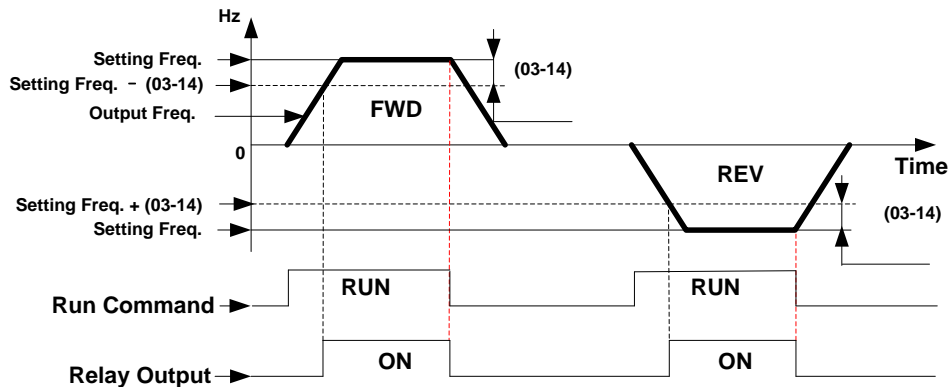 Hz
Setting Freq.
(03-14)
Setting Freq. - (03-14)
Output Freq.
FWD
0
Time
REV
Setting Freq. + (03-14)
(03-14)
Setting Freq.
RUN
RUN
Run Command
ON
ON
Relay Output